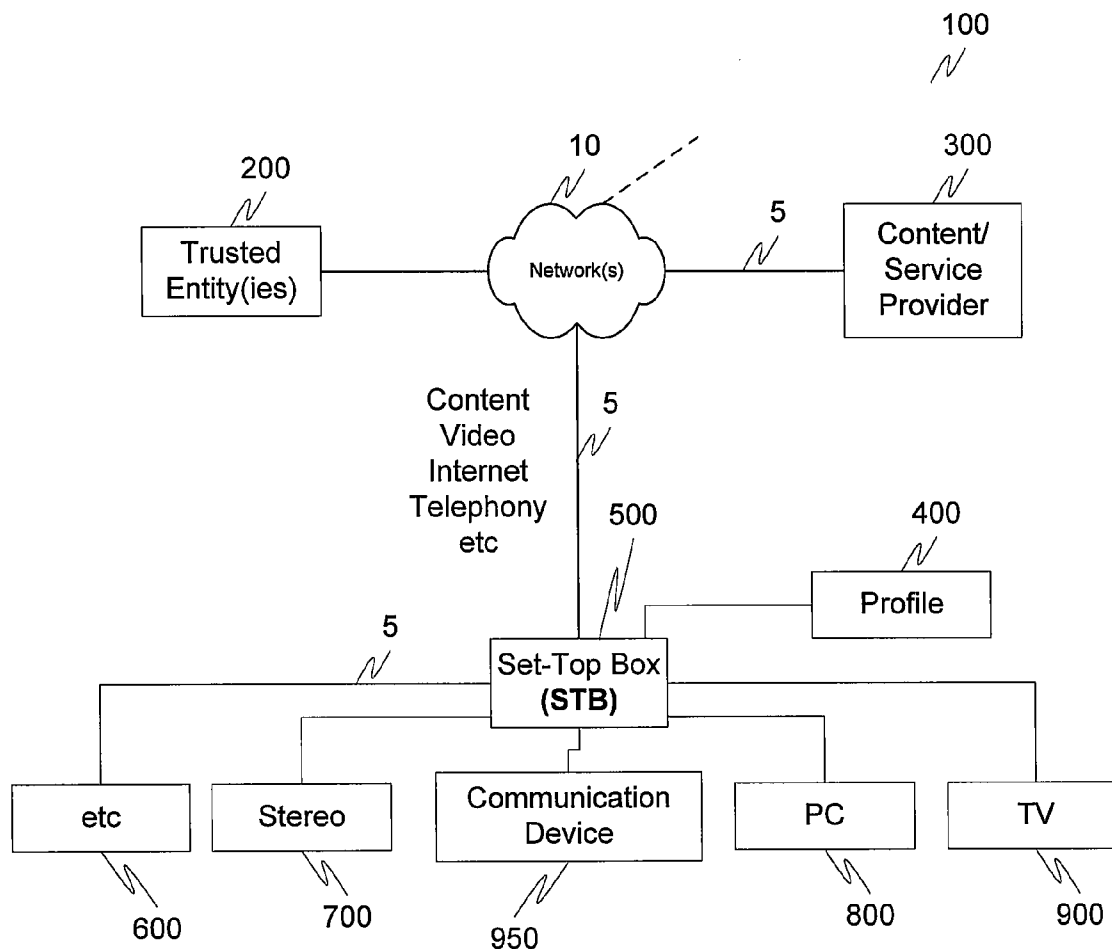 100
10
200
300
5
Trusted
Entity(ies)
Network(s)
Content/
Service
Provider
Content
Video
Internet
Telephony
etc
5
500
400
Profile
5
Set-Top Box
(STB)
etc
Stereo
Communication
Device
PC
TV
600
700
950
800
900